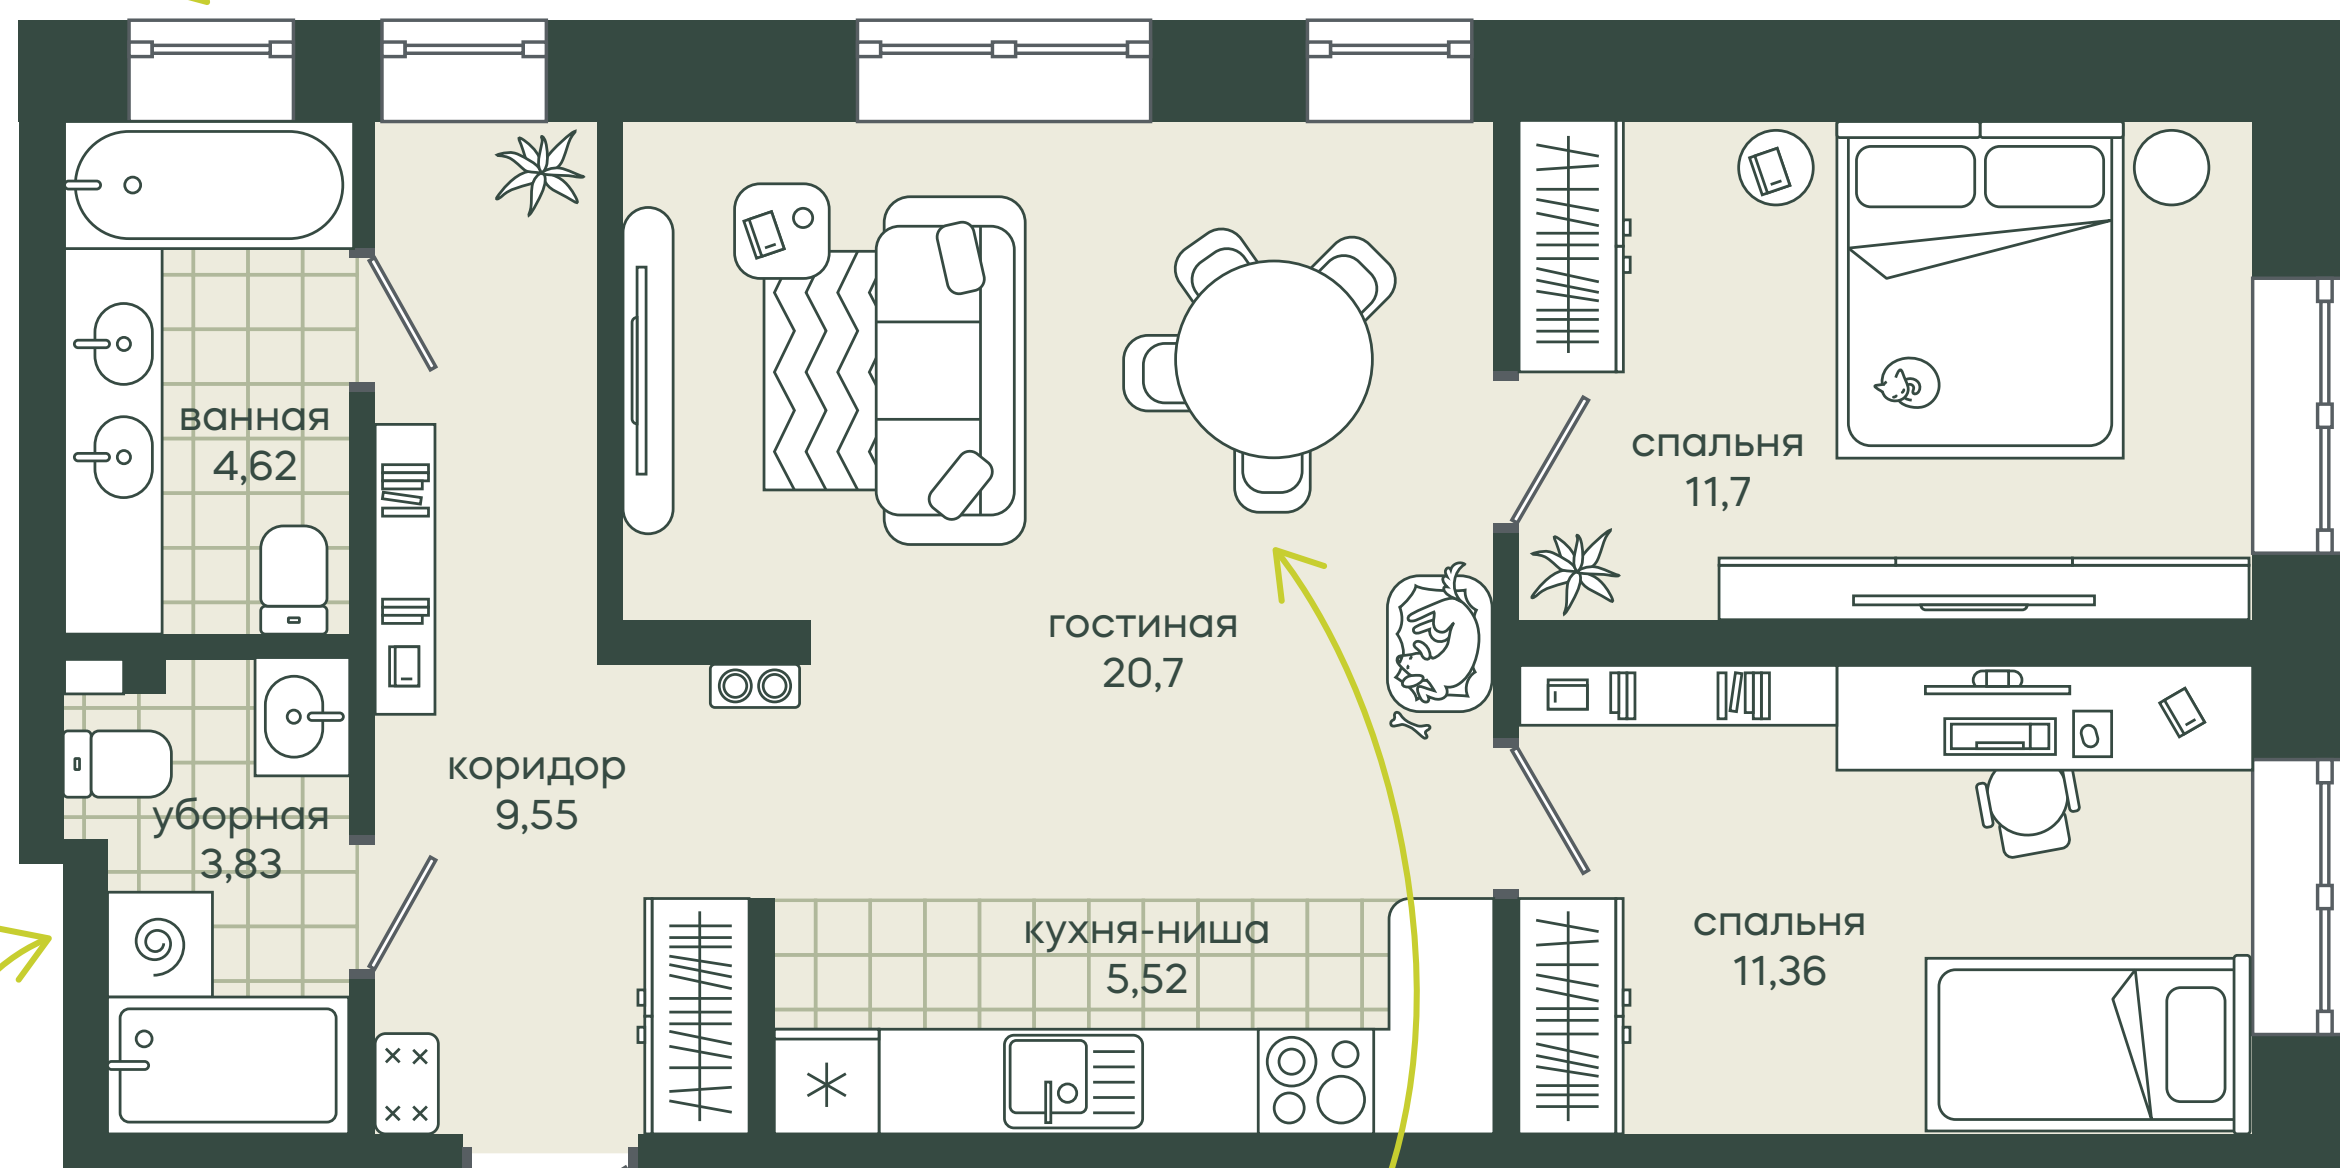 ванная
4,62
спальня
11,7
гостиная
20,7
коридор
9,55
уборная
3,83
кухня-ниша
5,52
спальня
11,36